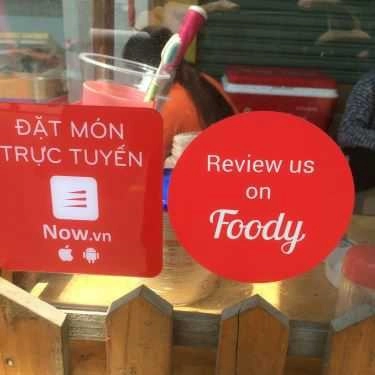 ĐẶT MÓN
TRỰC TUYẾN
Now.vn
Review us
on
Foody